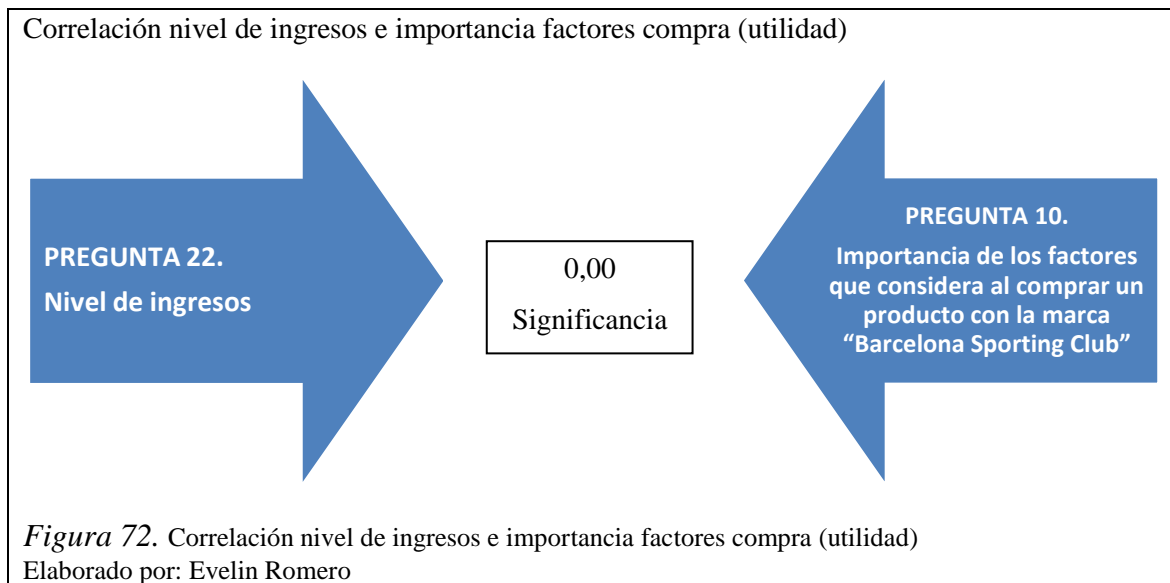 Correlación nivel de ingresos e importancia factores compra (utilidad)
PREGUNTA 22.
Nivel de ingresos
0,00
Significancia
PREGUNTA 10.
Importancia de los factores
que considera al comprar un
producto con la marca
“Barcelona Sporting Club”
Figura 72. Correlación nivel de ingresos e importancia factores compra (utilidad)
Elaborado por: Evelin Romero